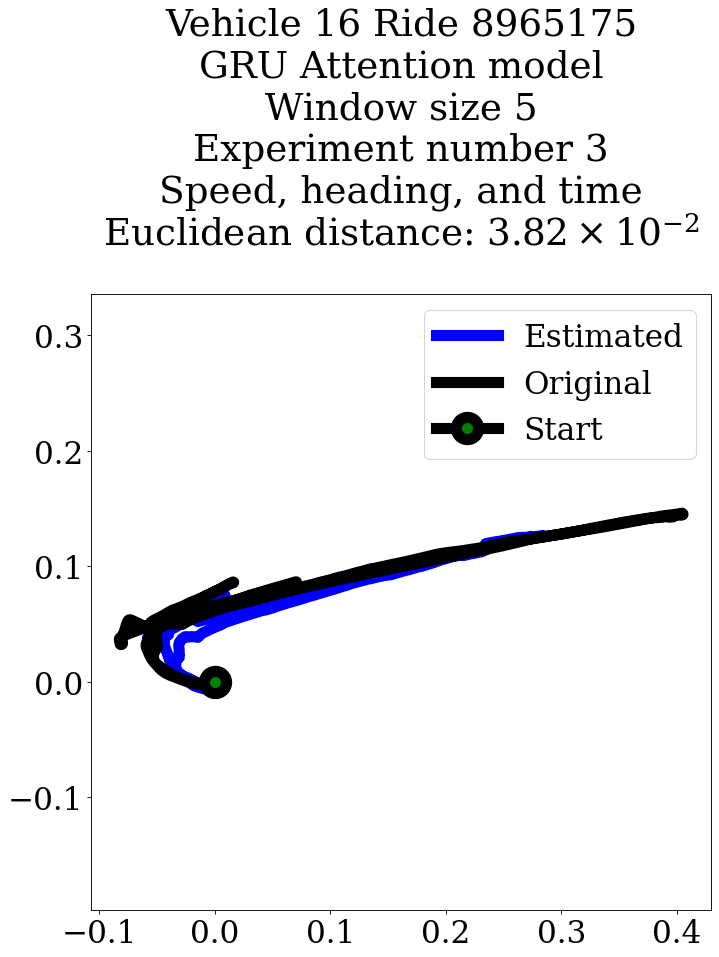 Vehicle 16 Ride 8965175
GRU Attention model
Window size 5
Experiment number 3
Speed, heading, and time
Euclidean distance: 3.82 × 10⁻²
Estimated
Original
Start
0.3
0.2
0.1
0.0
−0.1
−0.1 0.0 0.1 0.2 0.3 0.4